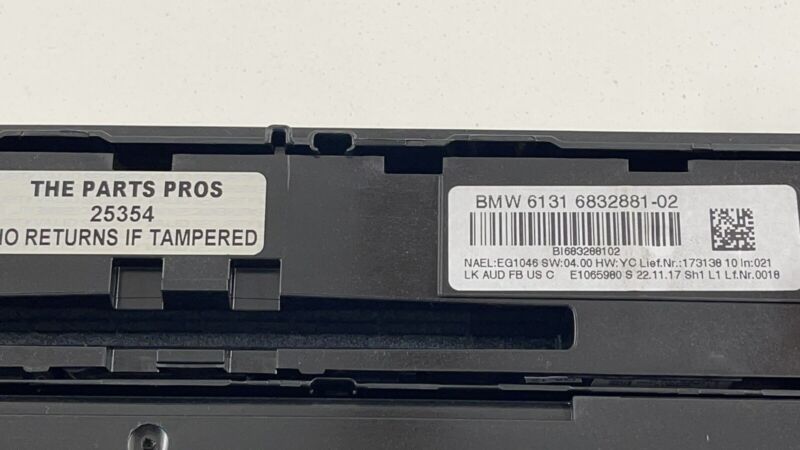 THE PARTS PROS
25354
NO RETURNS IF TAMPERED
BMW 6131 6832881-02
BI683288102
NAEL:EG1046 SW:04.00 HW:YC Lief.Nr.:173138 10 In:021
LK AUD FB US C E1065980 S 22.11.17 Sh1 L1 Lf.Nr.0018